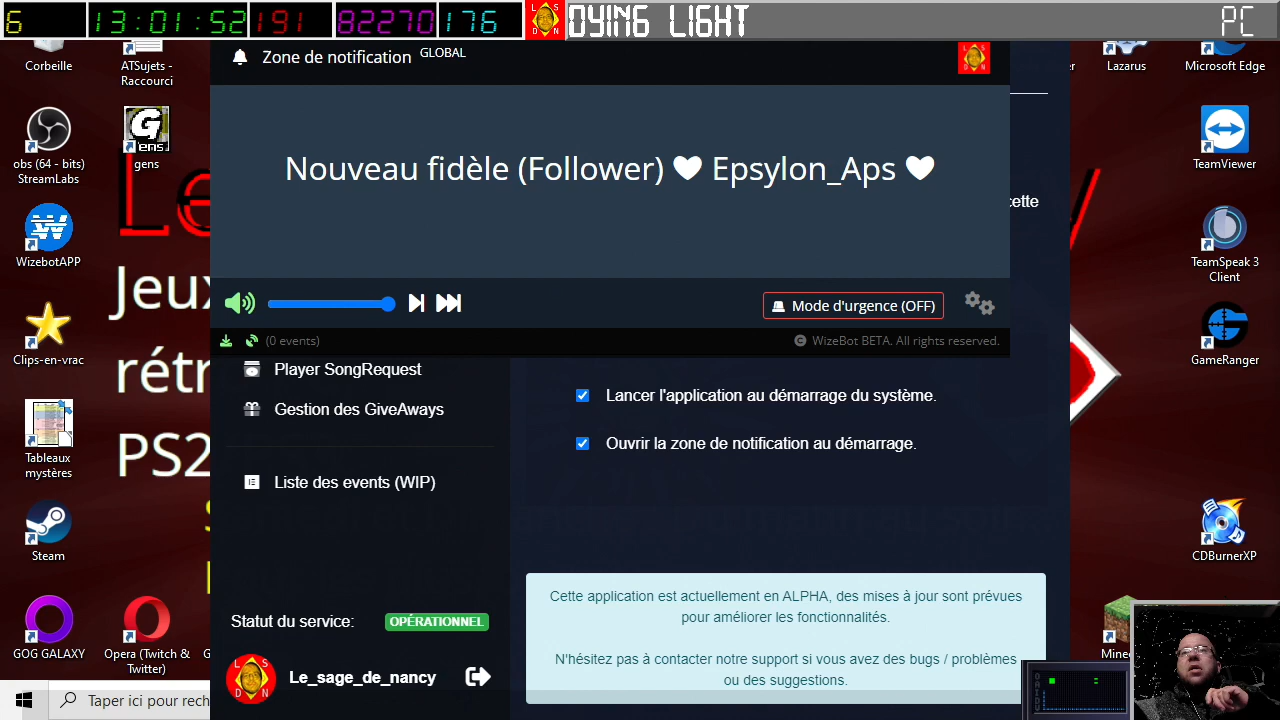 6 13:01:52 191 82270 176 DYING LIGHT PC
Corbeille
ATSujets -
Raccourci
Zone de notification GLOBAL
Lazarus
Microsoft Edge
obs (64 - bits)
StreamLabs
gens
Nouveau fidèle (Follower) Epsylon_Aps
TeamViewer
cette
WizebotAPP
Jeux
TeamSpeak 3
Client
Mode d'urgence (OFF)
(0 events)
WizeBot BETA. All rights reserved.
Clips-en-vrac
rétr
GameRanger
Player SongRequest
Lancer l'application au démarrage du système.
Gestion des GiveAways
Ouvrir la zone de notification au démarrage.
Tableaux
mystères
PS2
Liste des events (WIP)
Steam
CDBurnerXP
Cette application est actuellement en ALPHA, des mises à jour sont prévues
pour améliorer les fonctionnalités.
Statut du service: OPÉRATIONNEL
GOG GALAXY
Opera (Twitch &
Twitter)
N'hésitez pas à contacter notre support si vous avez des bugs / problèmes
ou des suggestions.
Le_sage_de_nancy
Taper ici pour rech